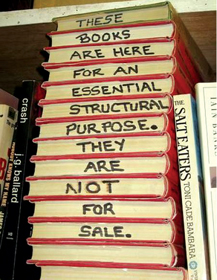 THESE
BOOKS
ARE HERE
FOR AN
ESSENTIAL
STRUCTURAL
PURPOSE.
THEY
ARE
NOT
FOR
SALE.
crash
j.g. ballard
THE
SALT EATERS
TONI CADE BAMBARA